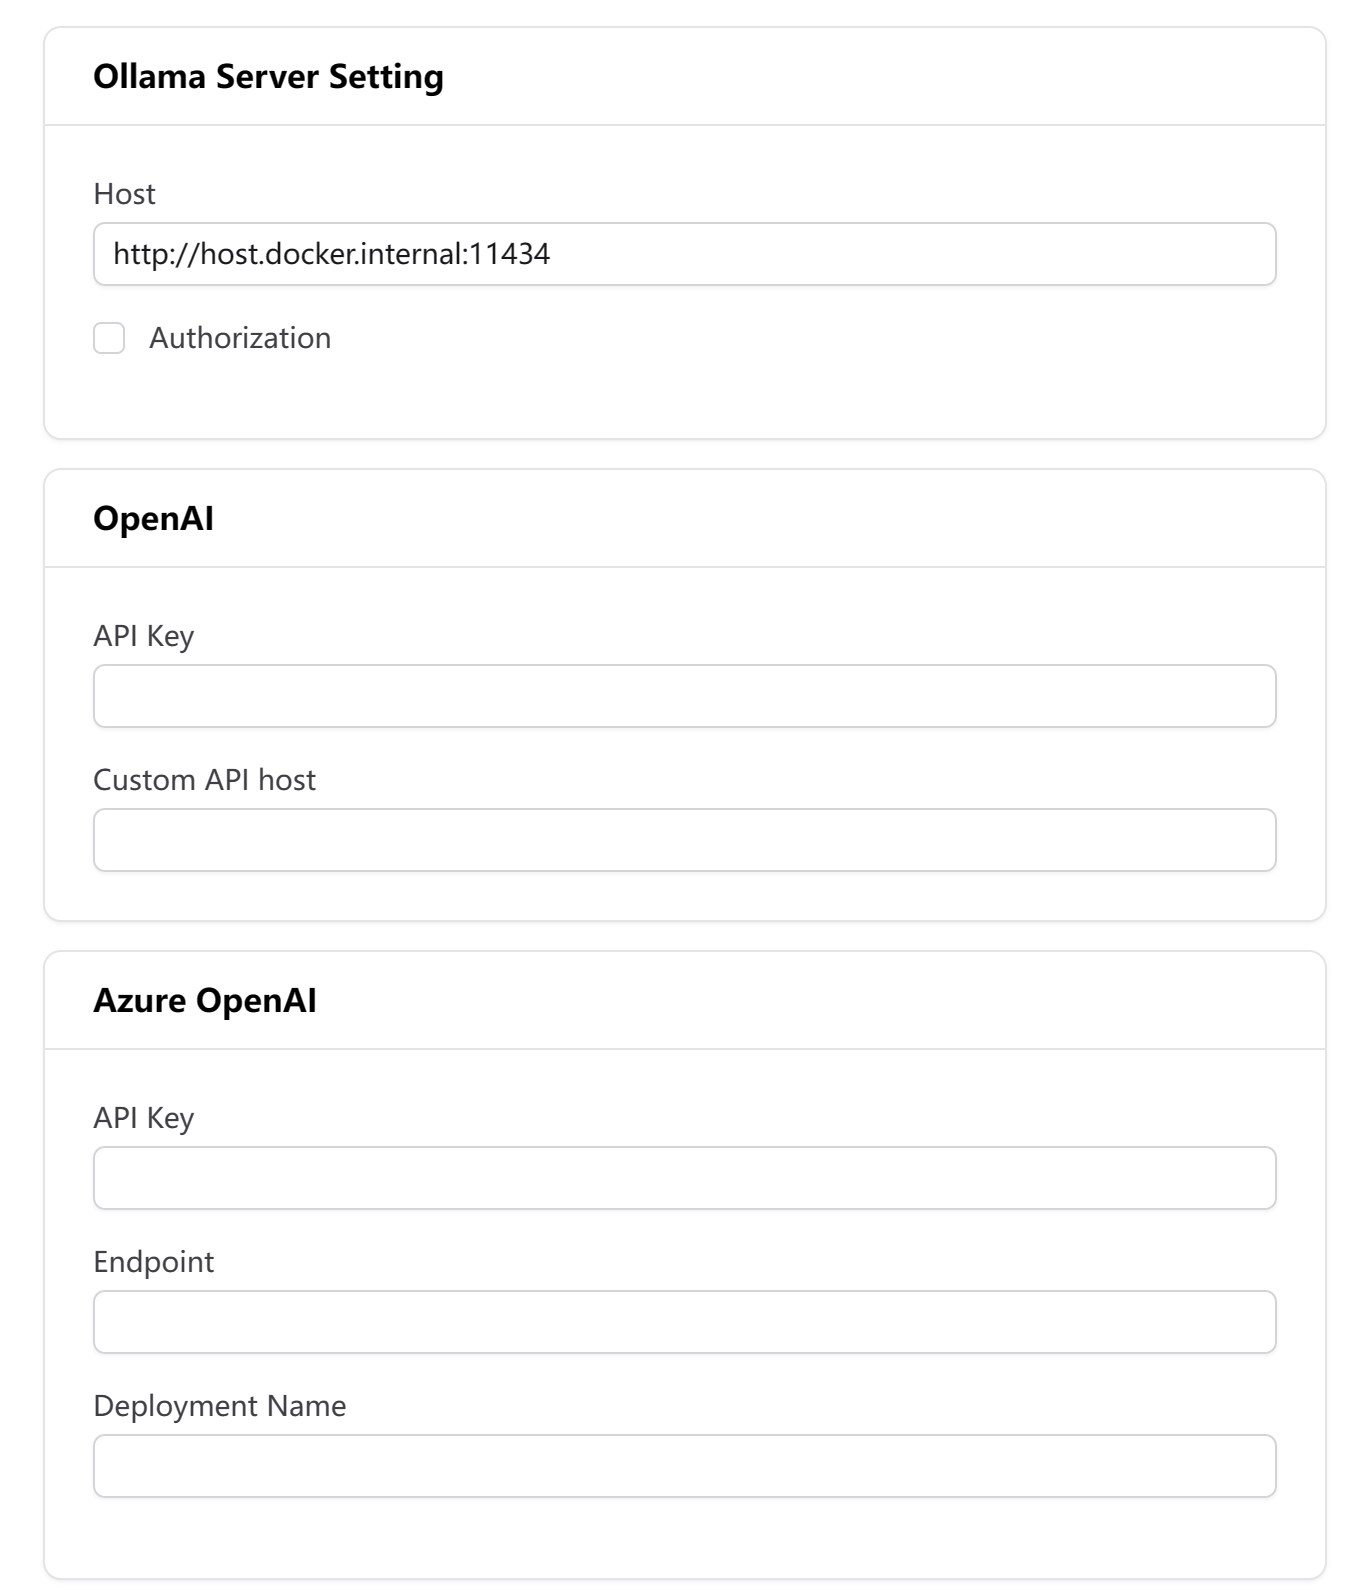 Ollama Server Setting
Host
http://host.docker.internal:11434
Authorization
OpenAI
API Key
Custom API host
Azure OpenAI
API Key
Endpoint
Deployment Name